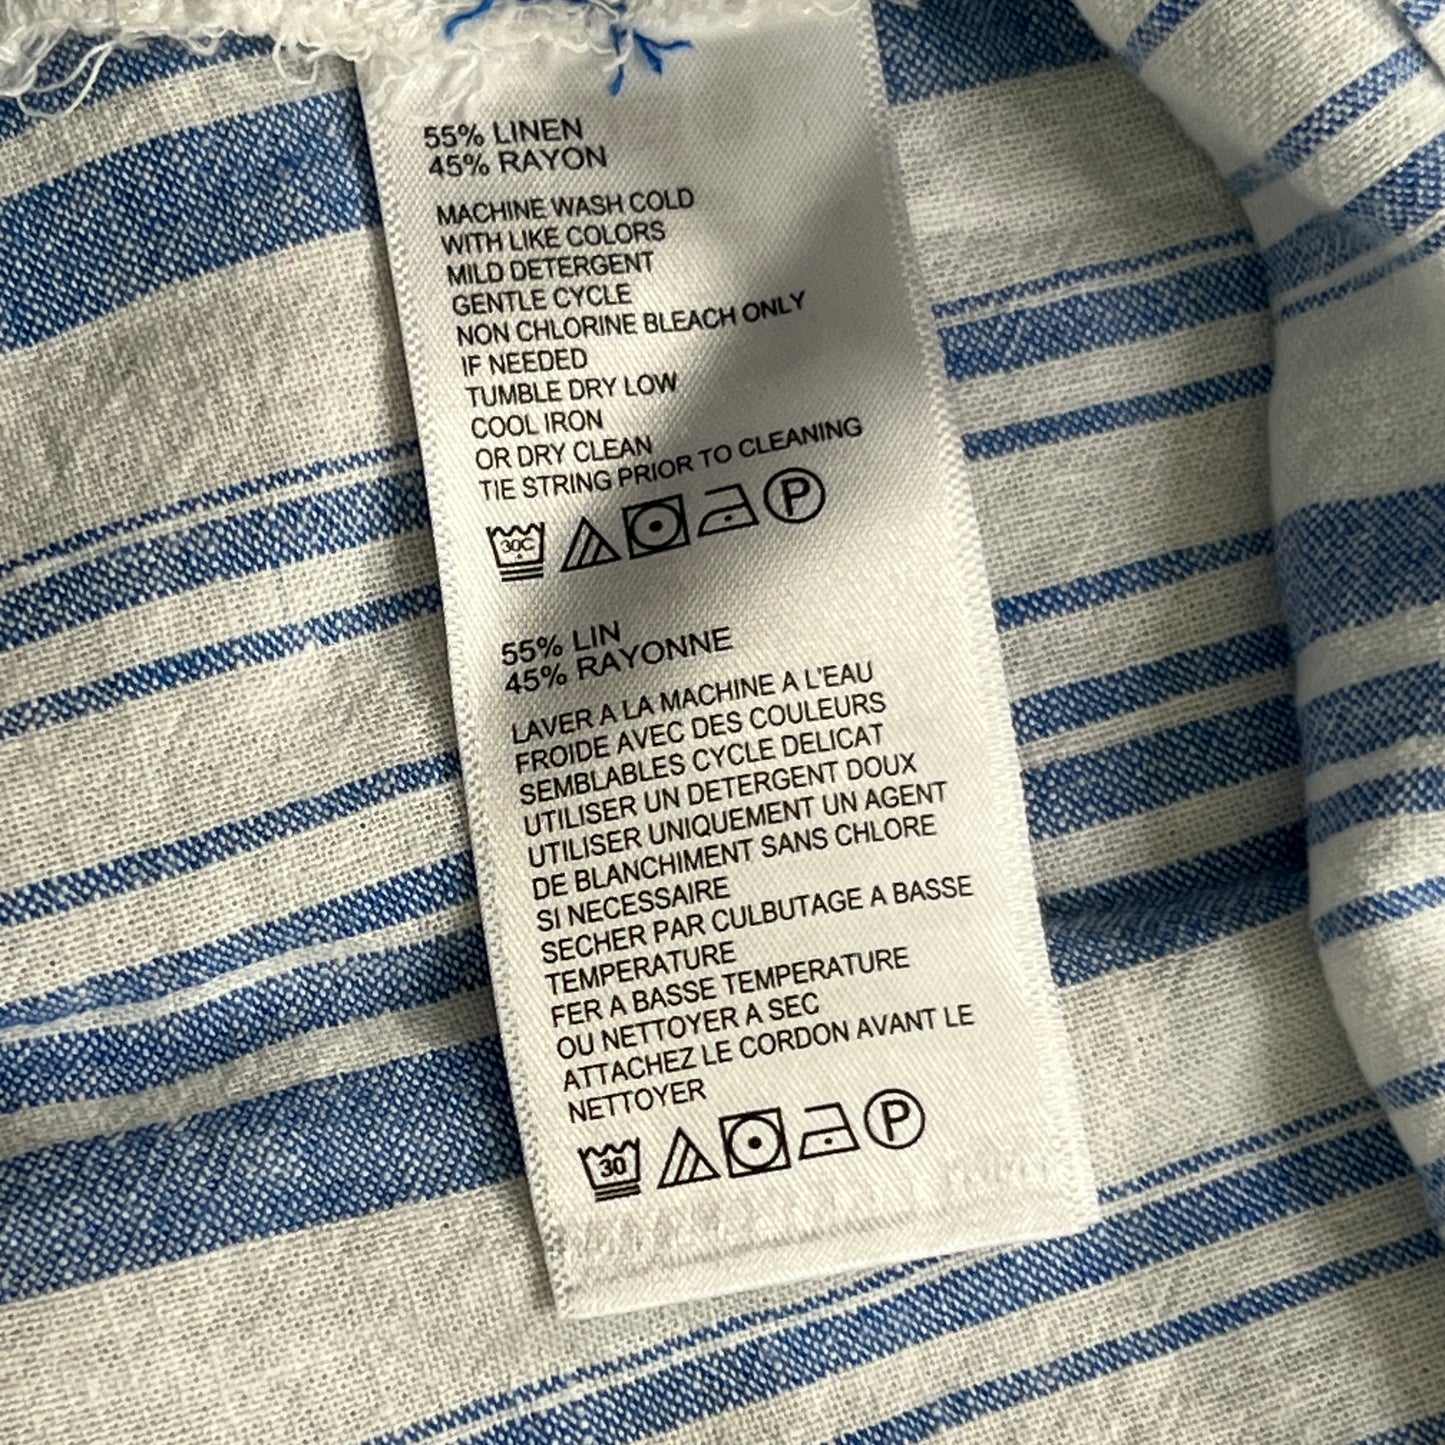 55% LINEN
45% RAYON
MACHINE WASH COLD
WITH LIKE COLORS
MILD DETERGENT
GENTLE CYCLE
NON CHLORINE BLEACH ONLY
IF NEEDED
TUMBLE DRY LOW
COOL IRON
OR DRY CLEAN
TIE STRING PRIOR TO CLEANING
30C P
55% LIN
45% RAYONNE
LAVER A LA MACHINE A L'EAU
FROIDE AVEC DES COULEURS
SEMBLABLES CYCLE DELICAT
UTILISER UN DETERGENT DOUX
UTILISER UNIQUEMENT UN AGENT
DE BLANCHIMENT SANS CHLORE
SI NECESSAIRE
SECHER PAR CULBUTAGE A BASSE
TEMPERATURE
FER A BASSE TEMPERATURE
OU NETTOYER A SEC
ATTACHEZ LE CORDON AVANT LE
NETTOYER
30 P